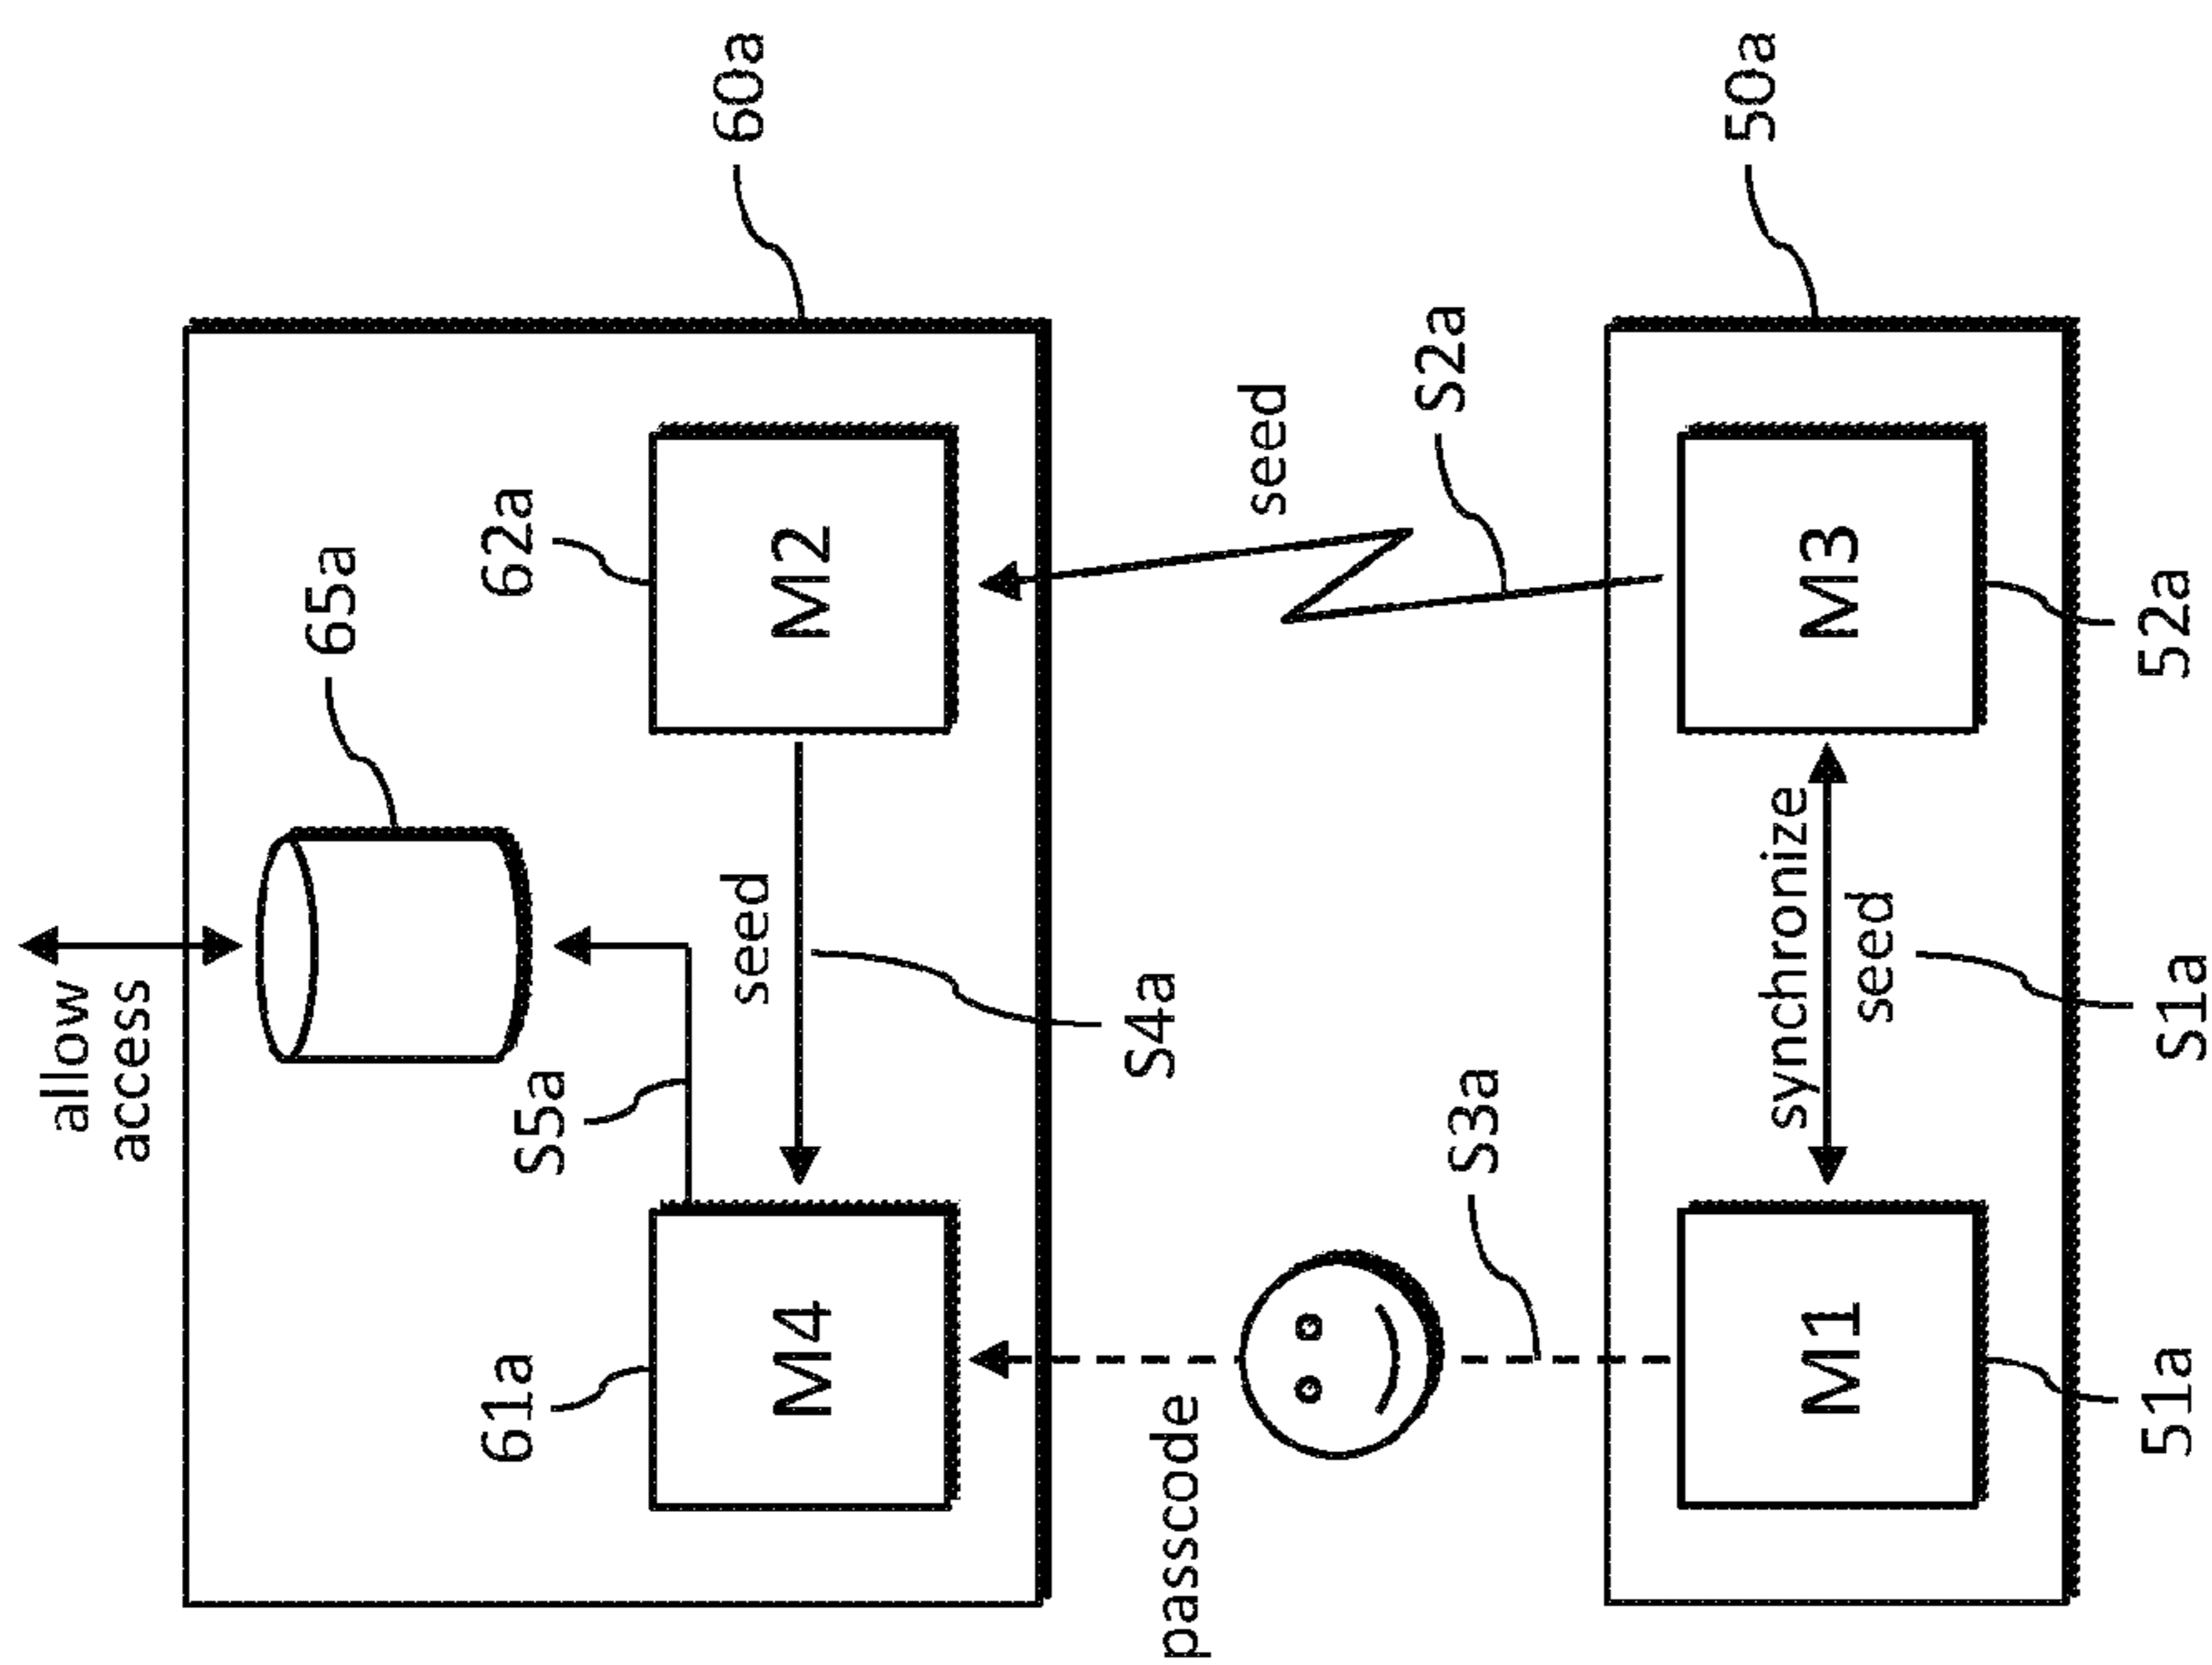 allow
access
65a
61a
S5a
62a
60a
seed
M4
M2
S4a
passcode
seed
S3a
S2a
50a
synchronize
M1
M3
seed
51a
S1a
52a